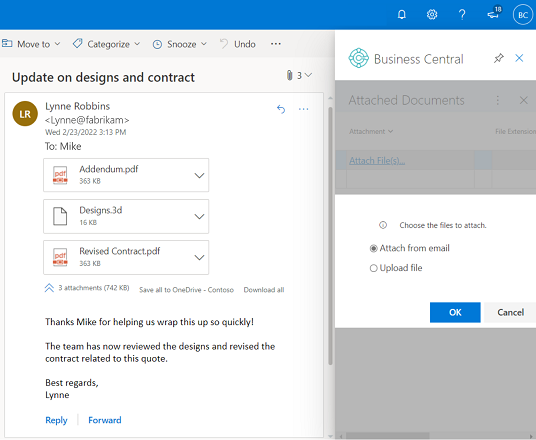 18
BC
Move to
Categorize
Snooze
Undo
Update on designs and contract
3
LR
Lynne Robbins
<Lynne@fabrikam>
Wed 2/23/2022 3:13 PM
To: Mike
pdf
Addendum.pdf
363 KB
Designs.3d
16 KB
pdf
Revised Contract.pdf
363 KB
3 attachments (742 KB)
Save all to OneDrive - Contoso
Download all
Thanks Mike for helping us wrap this up so quickly!
The team has now reviewed the designs and revised the
contract related to this quote.
Best regards,
Lynne
Reply
Forward
Business Central
Attached Documents
Attachment
File Extension
Attach File(s)...
Choose the files to attach.
Attach from email
Upload file
OK
Cancel